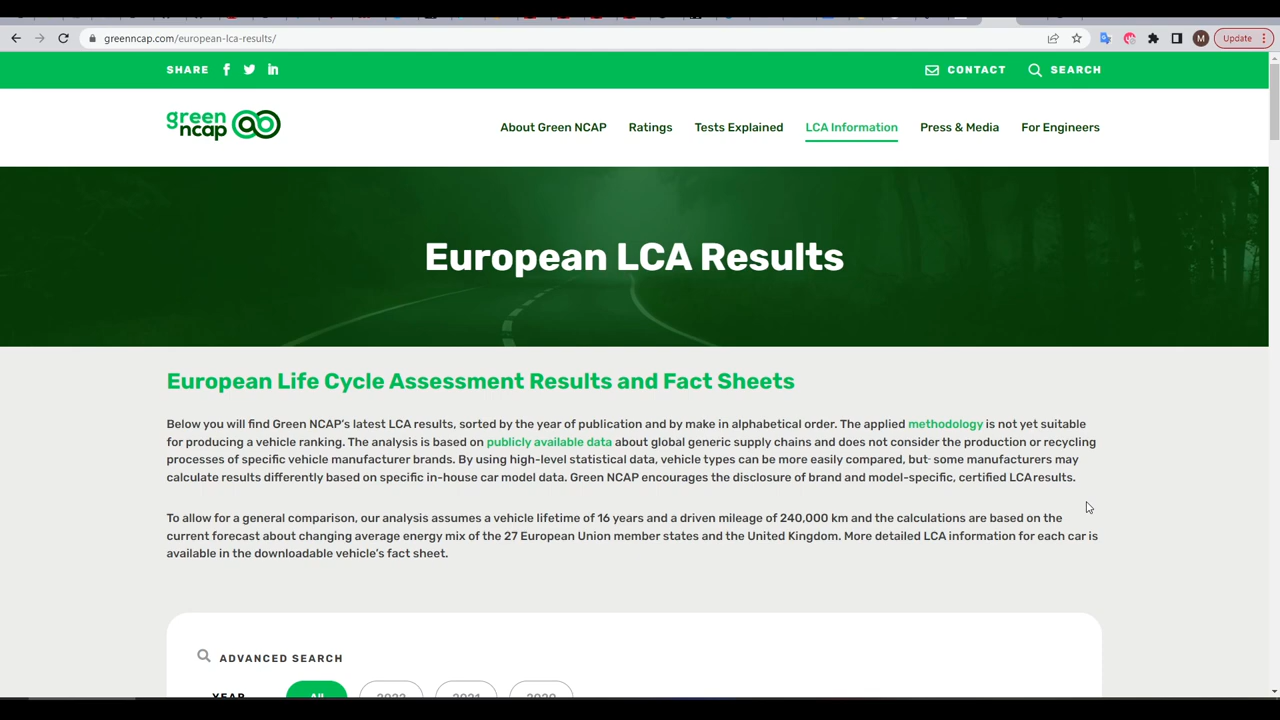 greenncap.com/european-lca-results/
M
Update
SHARE
CONTACT
SEARCH
green
ncap
About Green NCAP
Ratings
Tests Explained
LCA Information
Press & Media
For Engineers
European LCA Results
European Life Cycle Assessment Results and Fact Sheets
Below you will find Green NCAP's latest LCA results, sorted by the year of publication and by make in alphabetical order. The applied methodology is not yet suitable
for producing a vehicle ranking. The analysis is based on publicly available data about global generic supply chains and does not consider the production or recycling
processes of specific vehicle manufacturer brands. By using high-level statistical data, vehicle types can be more easily compared, but some manufacturers may
calculate results differently based on specific in-house car model data. Green NCAP encourages the disclosure of brand and model-specific, certified LCA results.
To allow for a general comparison, our analysis assumes a vehicle lifetime of 16 years and a driven mileage of 240,000 km and the calculations are based on the
current forecast about changing average energy mix of the 27 European Union member states and the United Kingdom. More detailed LCA information for each car is
available in the downloadable vehicle's fact sheet.
ADVANCED SEARCH
YEAR
All
2022
2021
2020